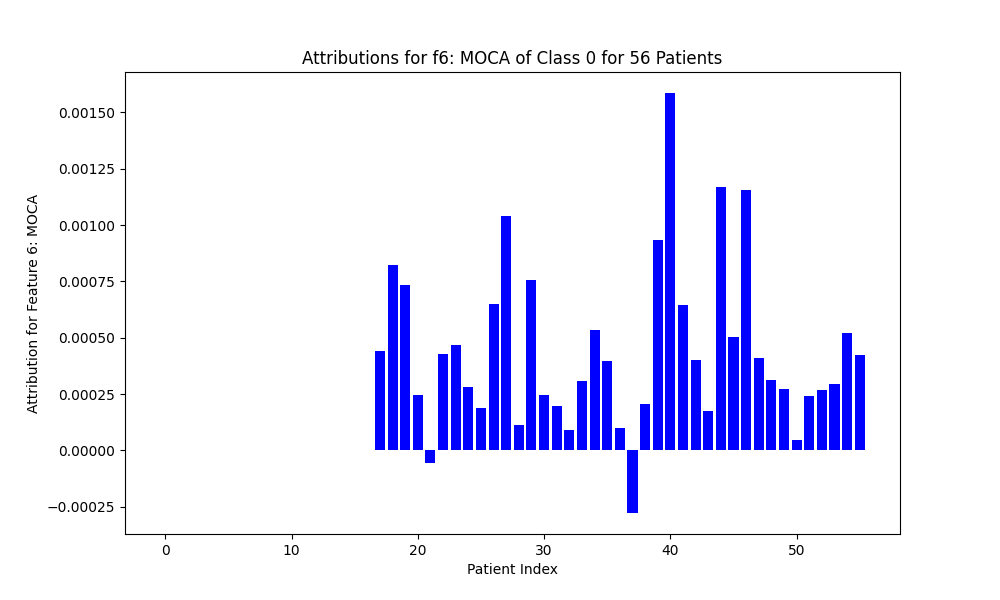 Attributions for f6: MOCA of Class 0 for 56 Patients
Attribution for Feature 6: MOCA
0.00150
0.00125
0.00100
0.00075
0.00050
0.00025
0.00000
−0.00025
0 10 20 30 40 50
Patient Index